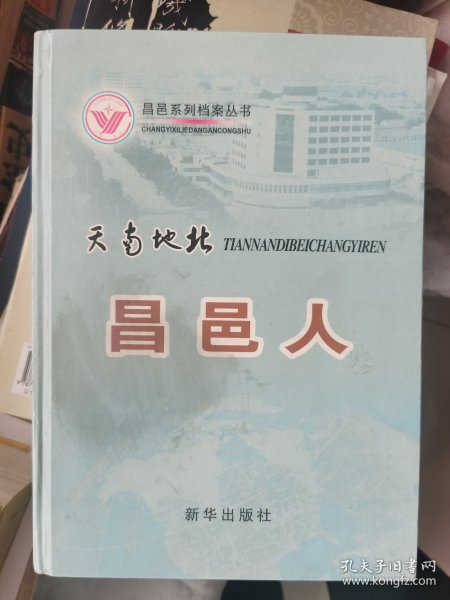 昌邑系列档案丛书
CHANGYIXILIEDANGANCONGSHU
天南地北 TIANNANDIBEICHANGYIREN
昌邑人
新华出版社
孔夫子旧书网
www.kongfz.com